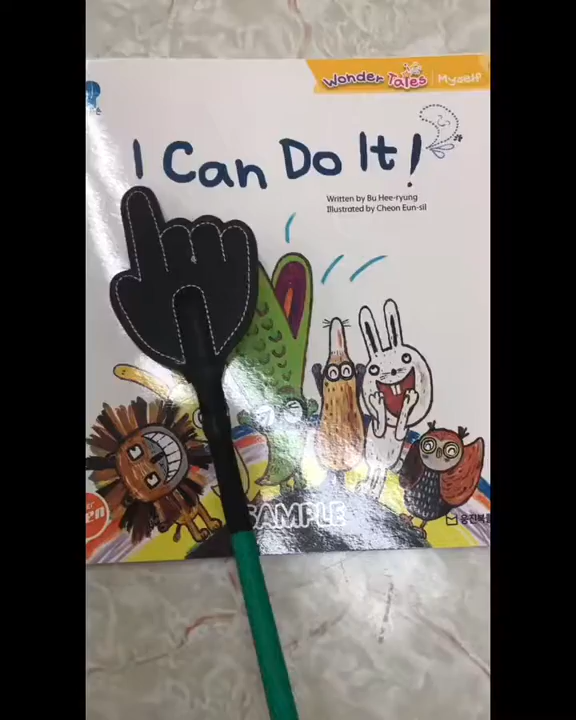 Wonder Tales Myself
I Can Do It!
Written by Bu Hee-ryung
Illustrated by Cheon Eun-sil
SAMPLE